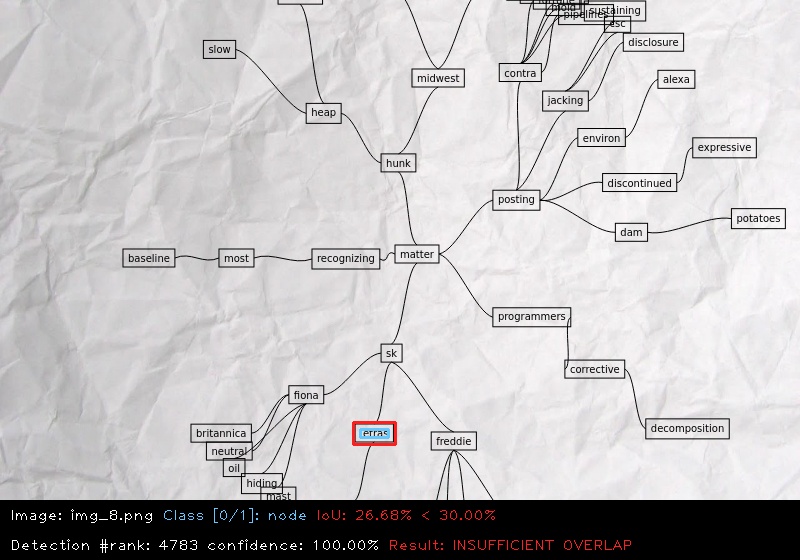 sustaining
pipelines
esc
disclosure
slow
midwest
contra
alexa
jacking
heap
environ
expressive
hunk
discontinued
posting
potatoes
dam
matter
baseline
most
recognizing
programmers
sk
corrective
fiona
decomposition
britannica
erras
freddie
neutral
oil
hiding
mast
Image: img_8.png Class [0/1]: node IoU: 26.68% < 30.00%
Detection #rank: 4783 confidence: 100.00% Result: INSUFFICIENT OVERLAP